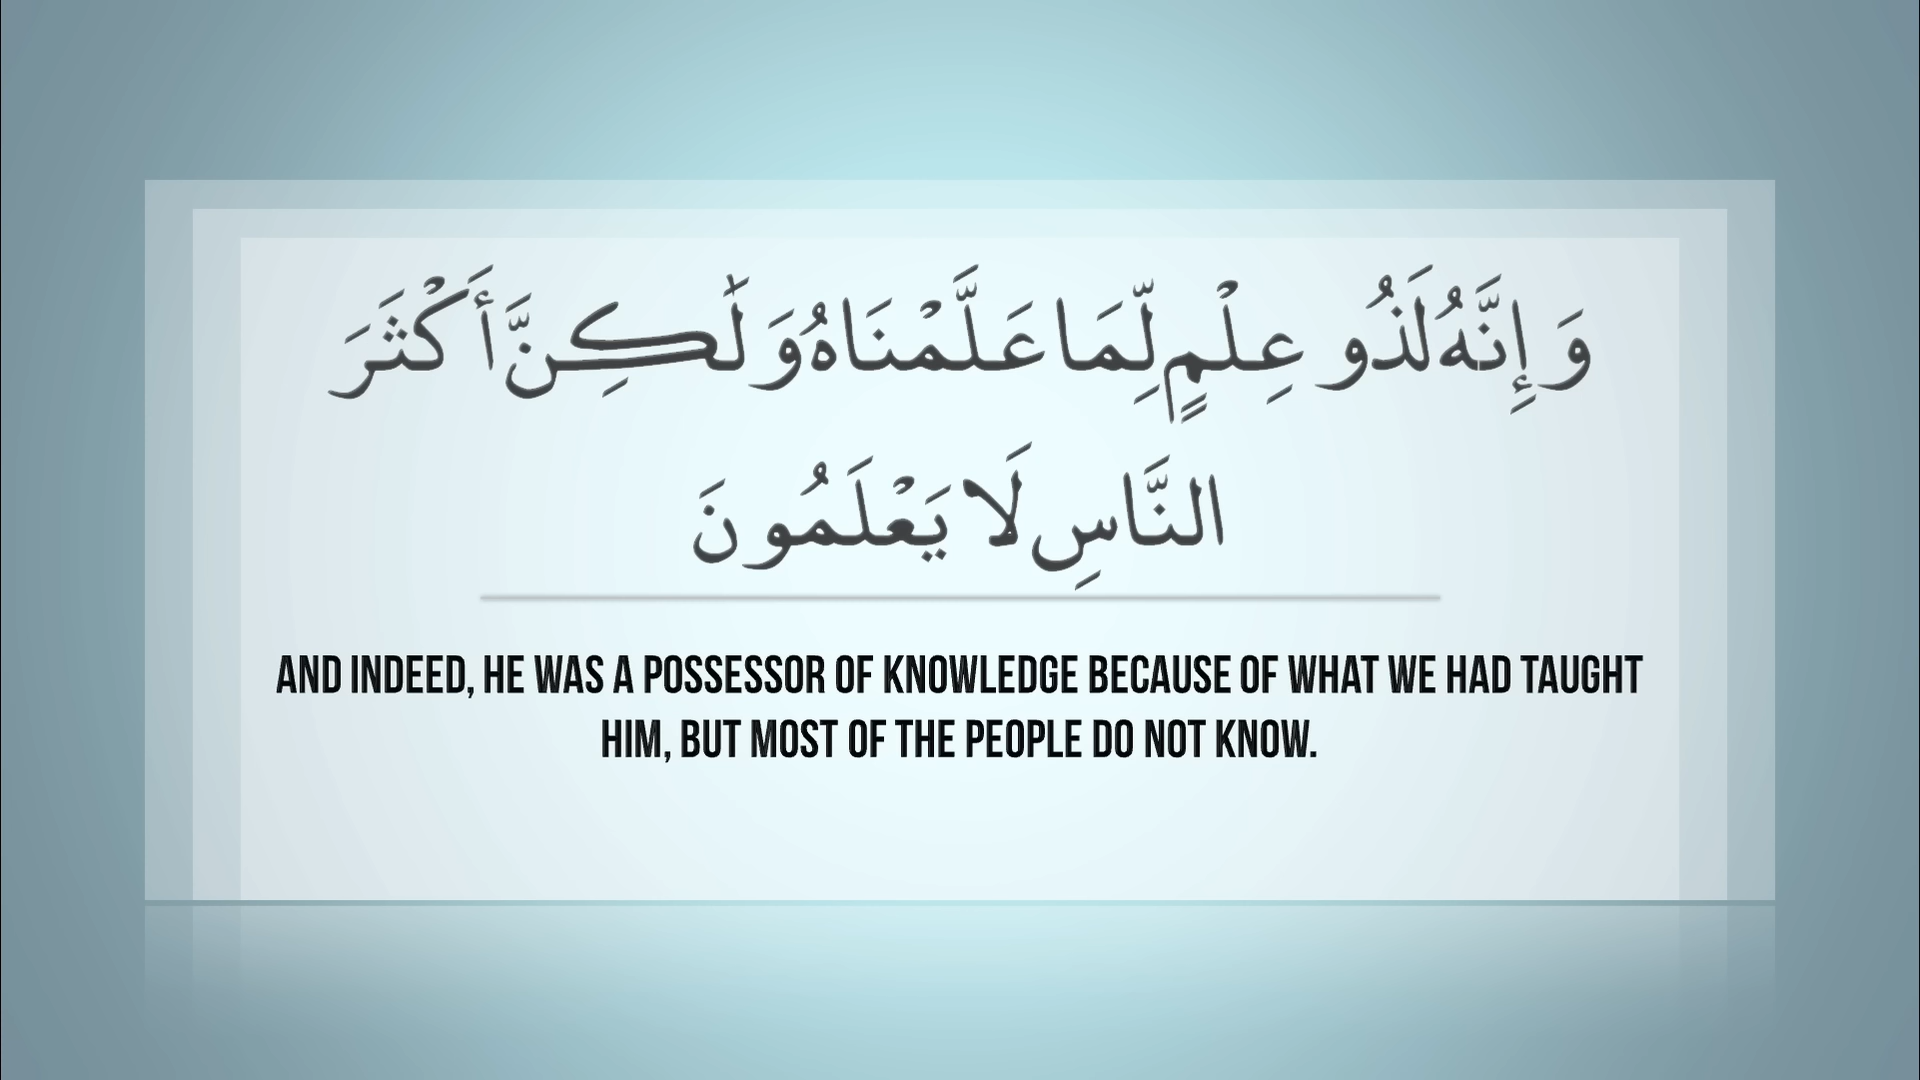 وَإِنَّهُ لَذُو عِلْمٍ لِّمَا عَلَّمْنَاهُ وَلَٰكِنَّ أَكْثَرَ
النَّاسِ لَا يَعْلَمُونَ
AND INDEED, HE WAS A POSSESSOR OF KNOWLEDGE BECAUSE OF WHAT WE HAD TAUGHT
HIM, BUT MOST OF THE PEOPLE DO NOT KNOW.